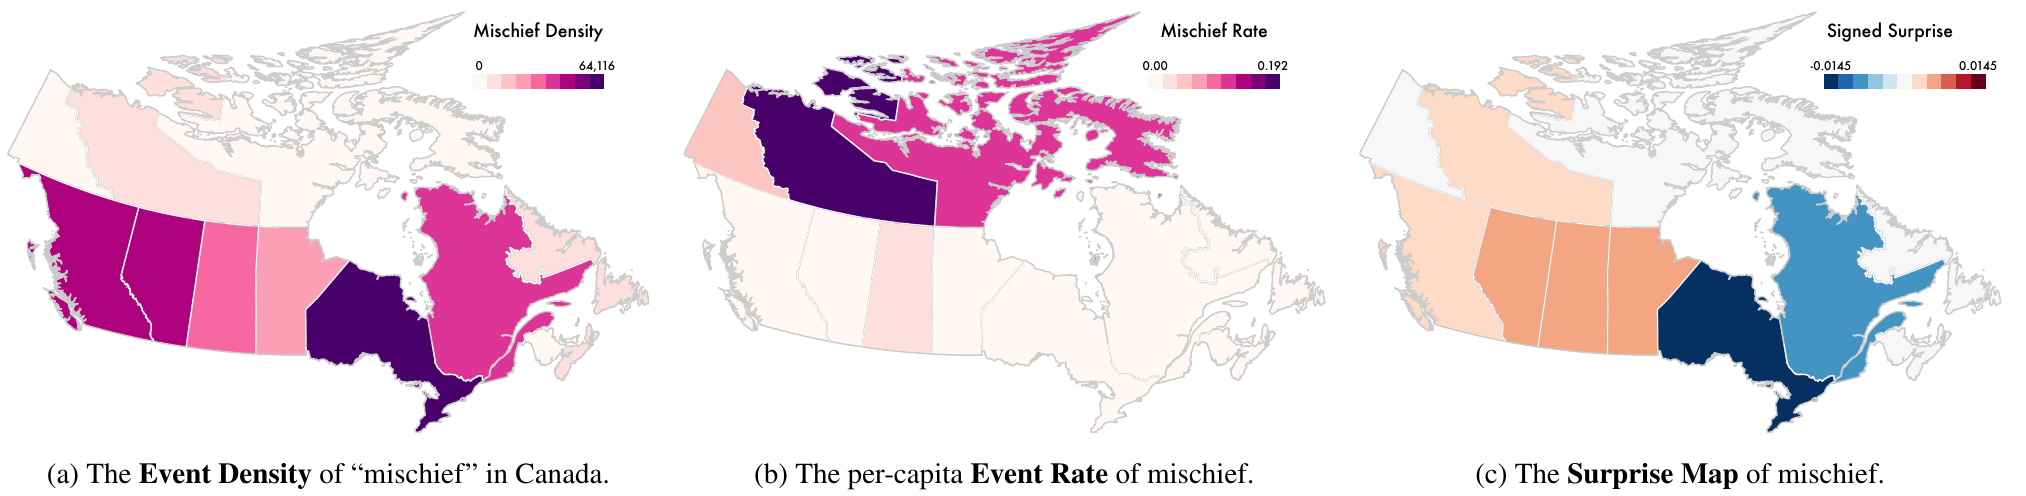 Mischief Density
0 64,116
Mischief Rate
0.00 0.192
Signed Surprise
-0.0145 0.0145
(a) The Event Density of “mischief” in Canada.
(b) The per-capita Event Rate of mischief.
(c) The Surprise Map of mischief.